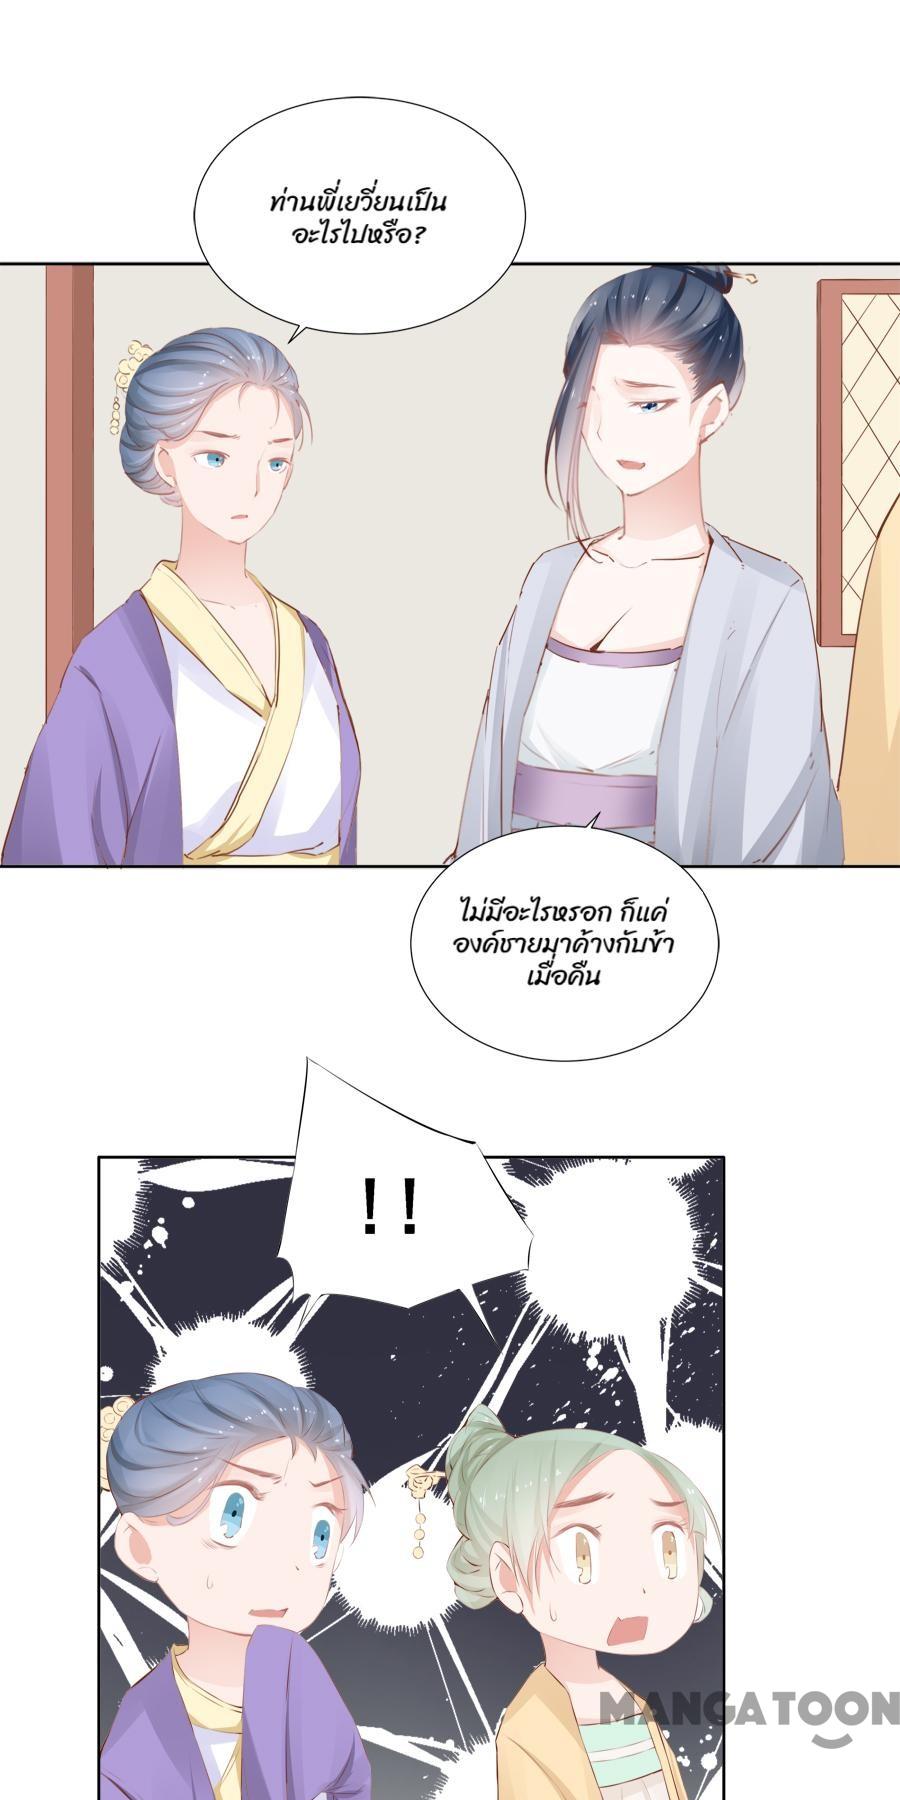 ท่านพี่เยวี่ยนเป็น
อะไรไปหรือ?
ไม่มีอะไรหรอก ก็แค่
องค์ชายมาค้างกับข้า
เมื่อคืน
!!
MANGATOON